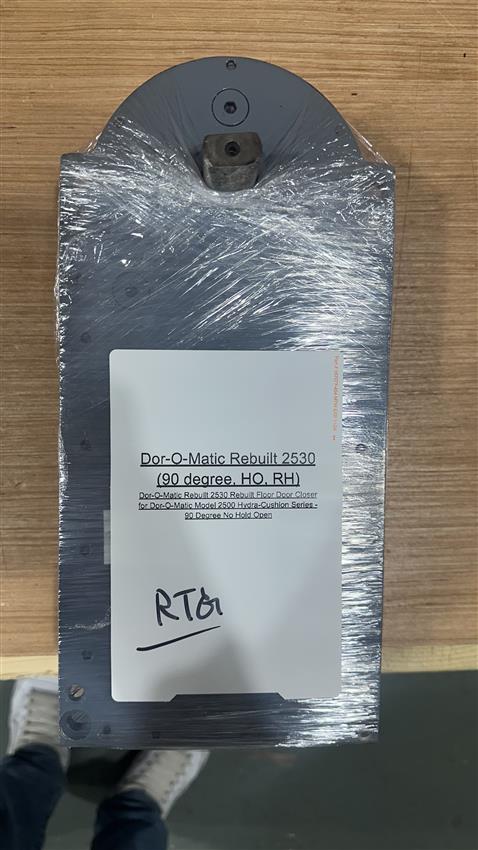 Dor-O-Matic Rebuilt 2530
(90 degree, HO, RH)
Dor-O-Matic Rebuilt 2530 Rebuilt Floor Door Closer
for Dor-O-Matic Model 2500 Hydra-Cushion Series -
90 Degree No Hold Open
RTG